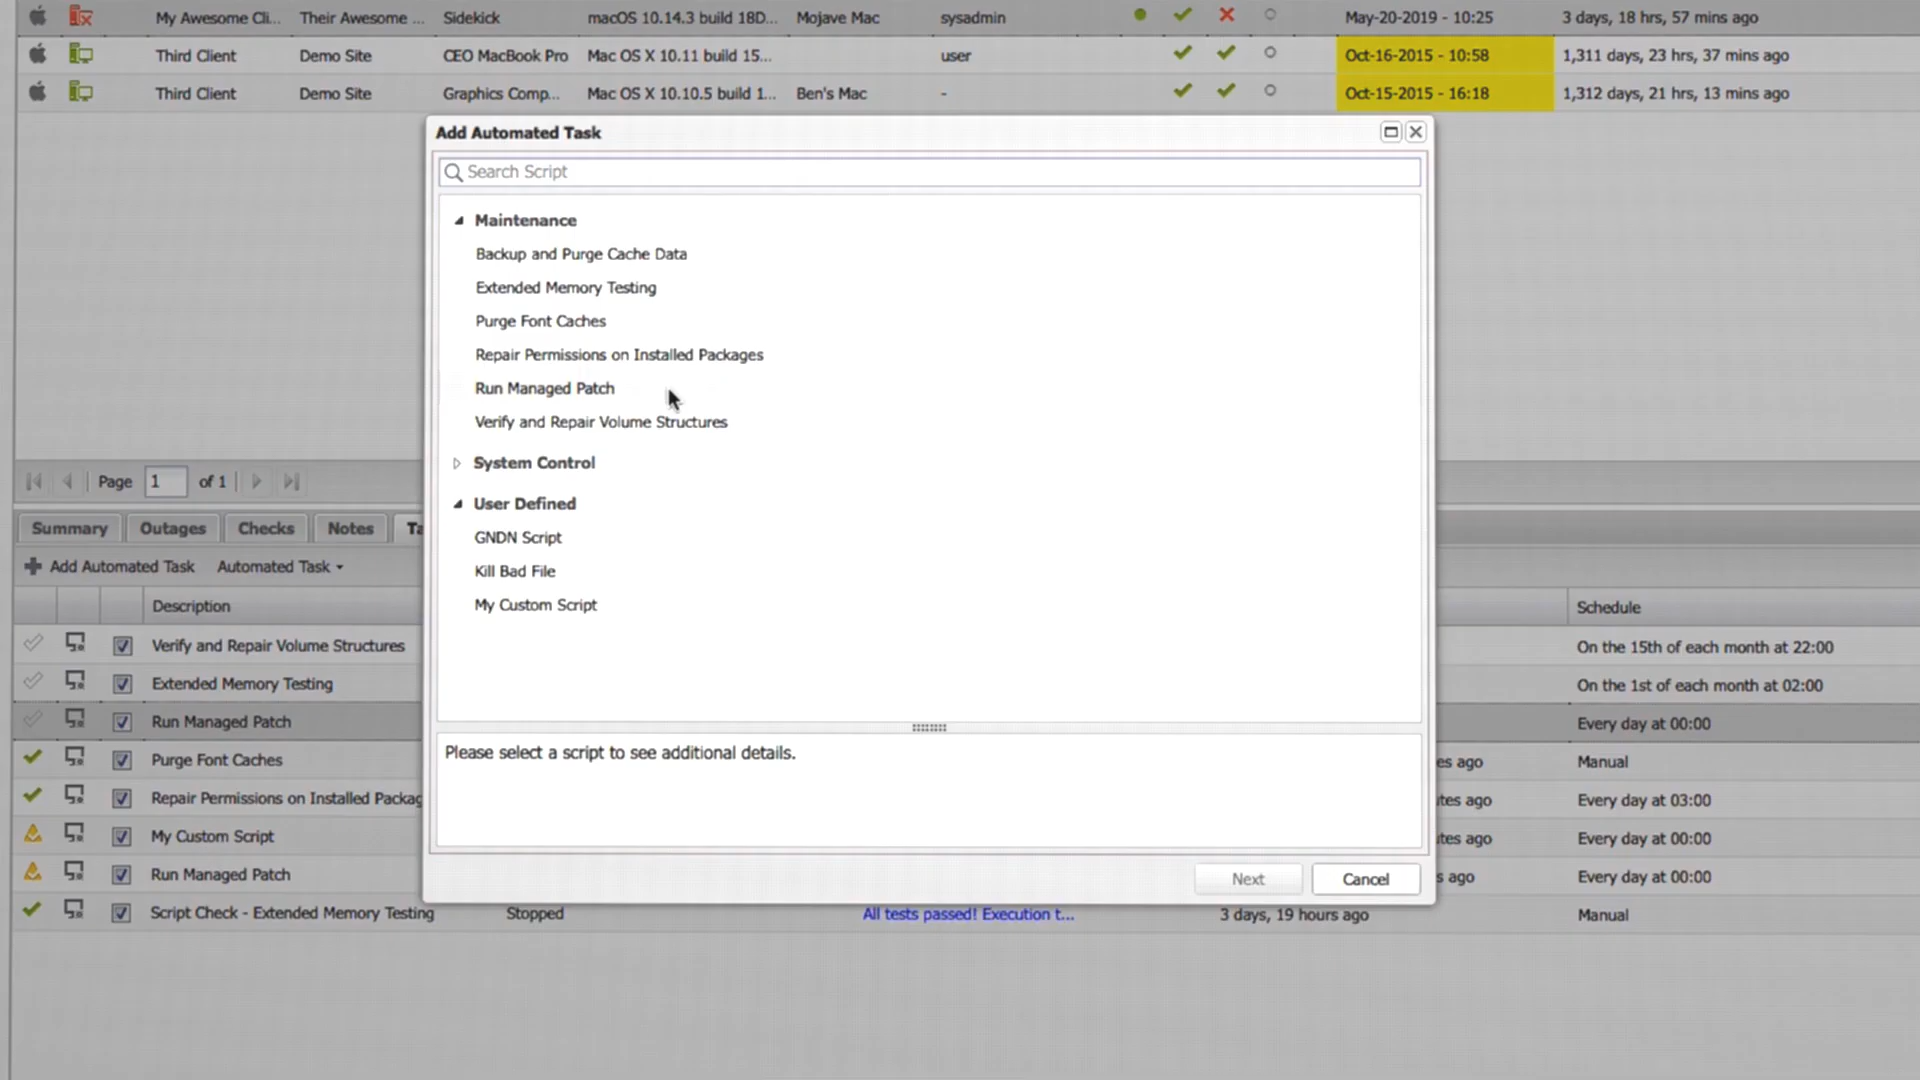 My Awesome Cli... Their Awesome ... Sidekick macOS 10.14.3 build 18D... Mojave Mac sysadmin May-20-2019 - 10:25 3 days, 18 hrs, 57 mins ago
Third Client Demo Site CEO MacBook Pro Mac OS X 10.11 build 15... user Oct-16-2015 - 10:58 1,311 days, 23 hrs, 37 mins ago
Third Client Demo Site Graphics Comp... Mac OS X 10.10.5 build 1... Ben's Mac - Oct-15-2015 - 16:18 1,312 days, 21 hrs, 13 mins ago
Add Automated Task
Search Script
Maintenance
Backup and Purge Cache Data
Extended Memory Testing
Purge Font Caches
Repair Permissions on Installed Packages
Run Managed Patch
Verify and Repair Volume Structures
System Control
User Defined
GNDN Script
Kill Bad File
My Custom Script
Please select a script to see additional details.
Next Cancel
Page 1 of 1
Summary Outages Checks Notes Ta
Add Automated Task Automated Task
Description Schedule
Verify and Repair Volume Structures On the 15th of each month at 22:00
Extended Memory Testing On the 1st of each month at 02:00
Run Managed Patch Every day at 00:00
Purge Font Caches es ago Manual
Repair Permissions on Installed Packag tes ago Every day at 03:00
My Custom Script tes ago Every day at 00:00
Run Managed Patch s ago Every day at 00:00
Script Check - Extended Memory Testing Stopped All tests passed! Execution t... 3 days, 19 hours ago Manual